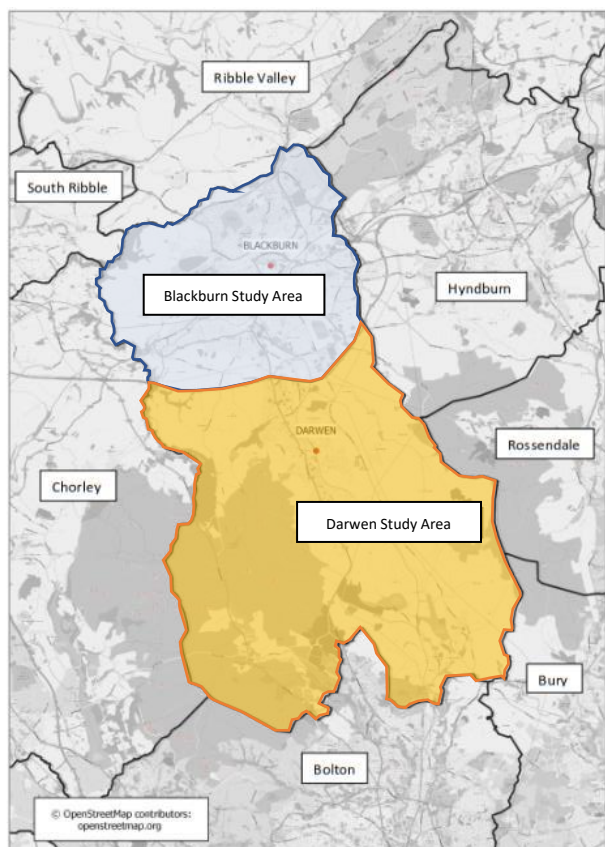 Ribble Valley
South Ribble
BLACKBURN
Blackburn Study Area
Hyndburn
DARWEN
Rossendale
Chorley
Darwen Study Area
Bury
Bolton
© OpenStreetMap contributors:
openstreetmap.org